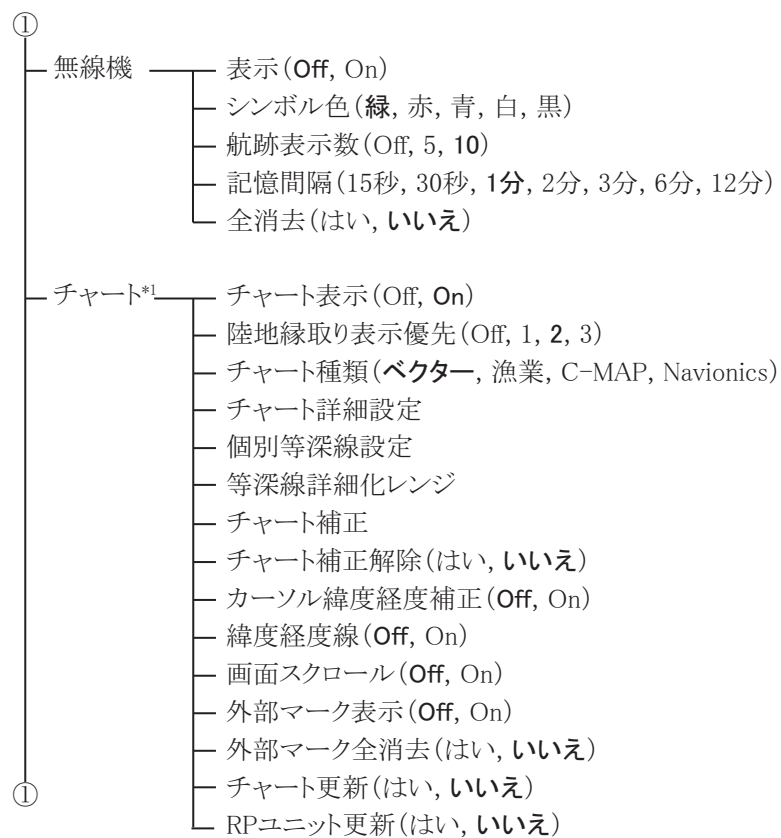 ①
無線機 表示(Off, On)
シンボル色(緑, 赤, 青, 白, 黒)
航跡表示数(Off, 5, 10)
記憶間隔(15秒, 30秒, 1分, 2分, 3分, 6分, 12分)
全消去(はい, いいえ)
チャート*1 チャート表示(Off, On)
陸地縁取り表示優先(Off, 1, 2, 3)
チャート種類(ベクター, 漁業, C-MAP, Navionics)
チャート詳細設定
個別等深線設定
等深線詳細化レンジ
チャート補正
チャート補正解除(はい, いいえ)
カーソル緯度経度補正(Off, On)
緯度経度線(Off, On)
画面スクロール(Off, On)
外部マーク表示(Off, On)
外部マーク全消去(はい, いいえ)
チャート更新(はい, いいえ)
①
RPユニット更新(はい, いいえ)